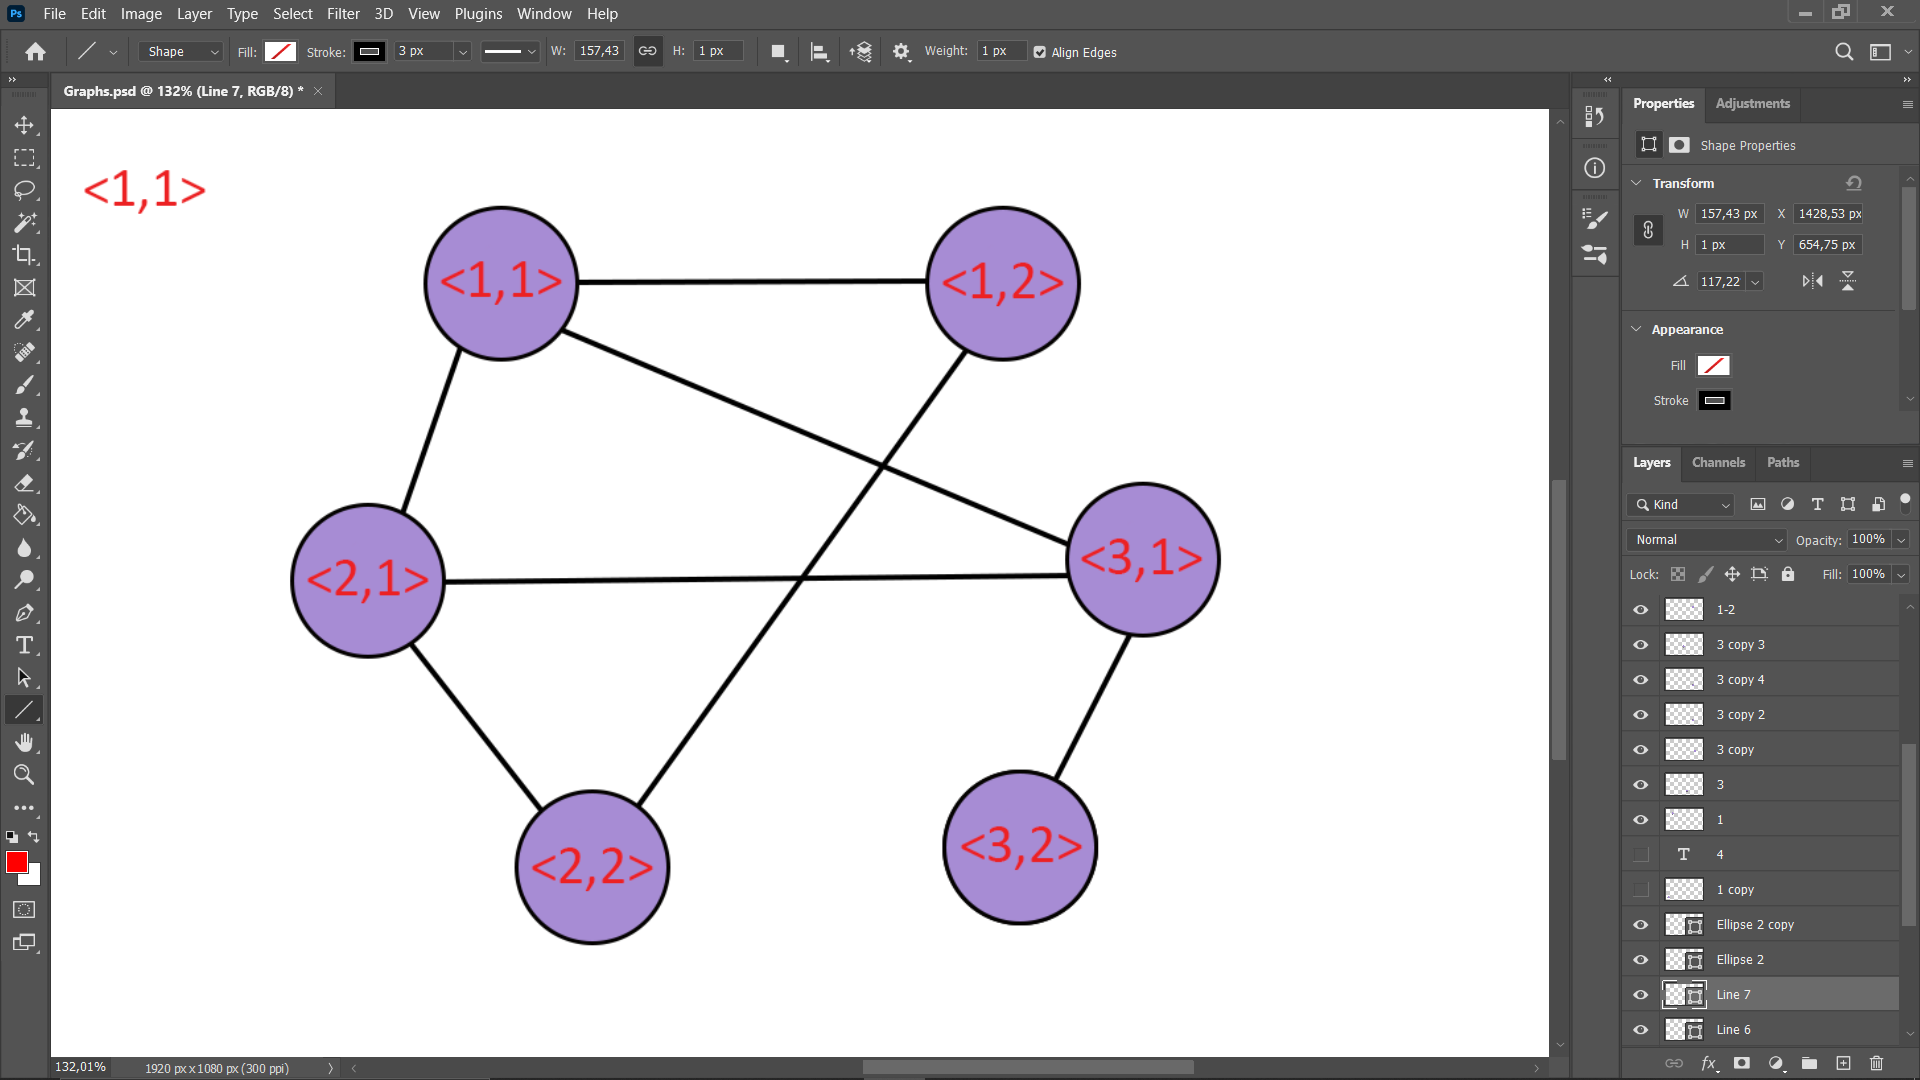 Ps File Edit Image Layer Type Select Filter 3D View Plugins Window Help
Shape Fill: Stroke: 3 px W: 157,43 H: 1 px Weight: 1 px Align Edges
Graphs.psd @ 132% (Line 7, RGB/8) *
<1,1>
<1,1> <1,2>
<2,1> <3,1>
<2,2> <3,2>
132,01% 1920 px x 1080 px (300 ppi)
Properties Adjustments
Shape Properties
Transform
W 157,43 px X 1428,53 px
H 1 px Y 654,75 px
117,22
Appearance
Fill
Stroke
Layers Channels Paths
Kind
Normal Opacity: 100%
Lock: Fill: 100%
1-2
3 copy 3
3 copy 4
3 copy 2
3 copy
3
1
T 4
1 copy
Ellipse 2 copy
Ellipse 2
Line 7
Line 6
fx